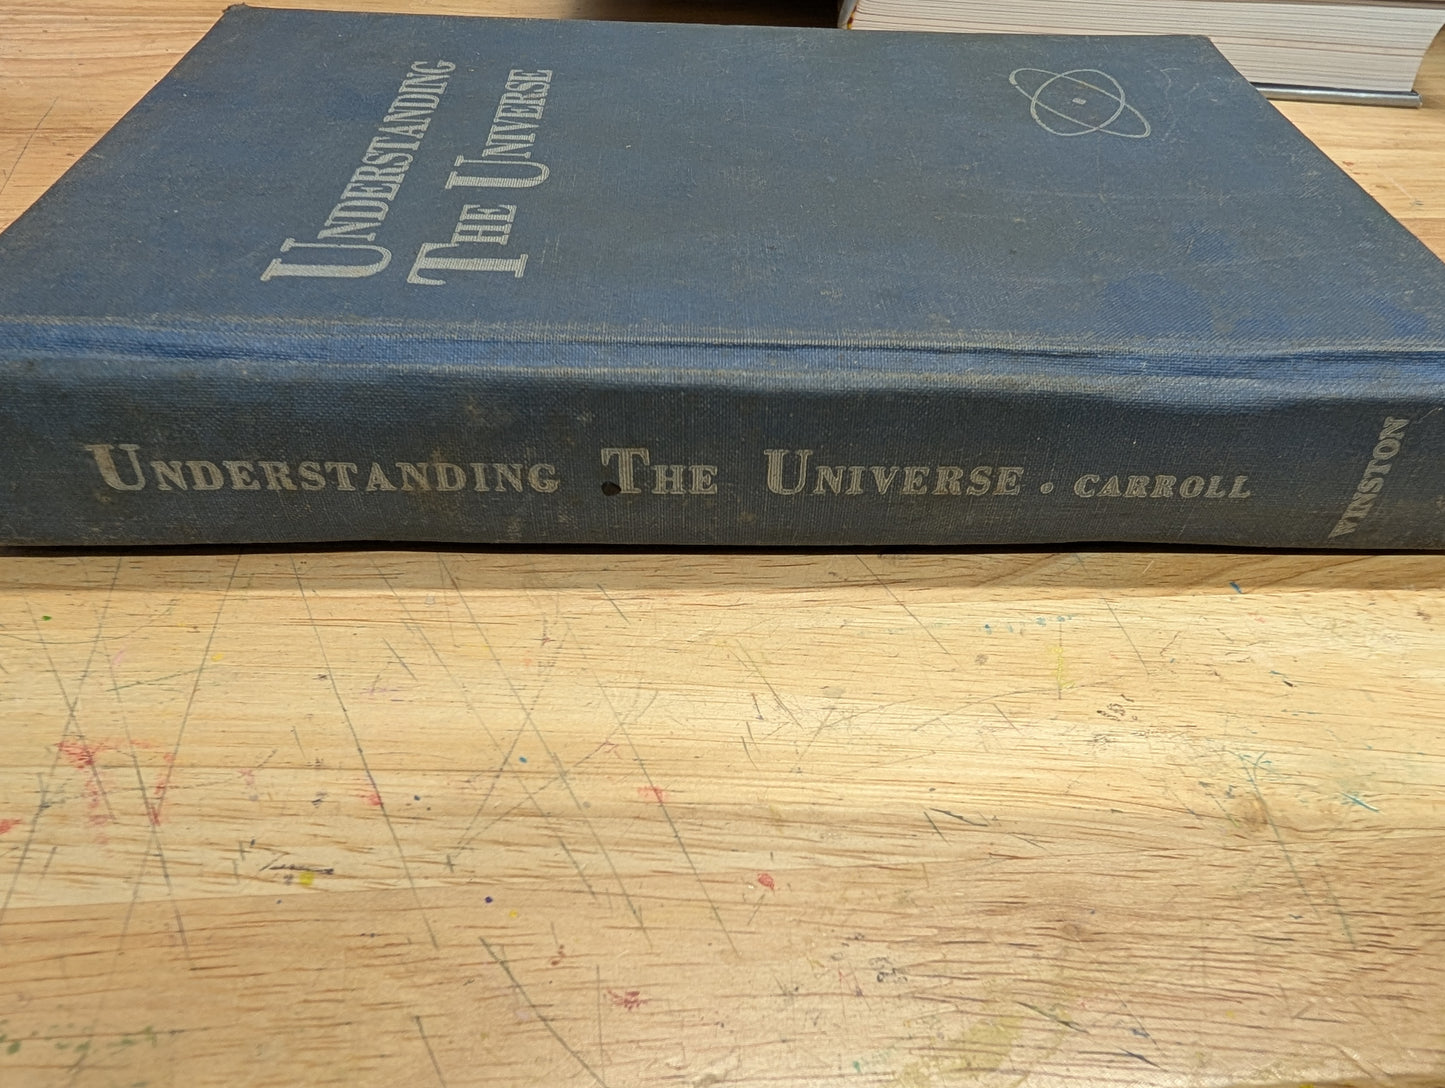 UNDERSTANDING
THE UNIVERSE
UNDERSTANDING THE UNIVERSE • CARROLL
WINSTON